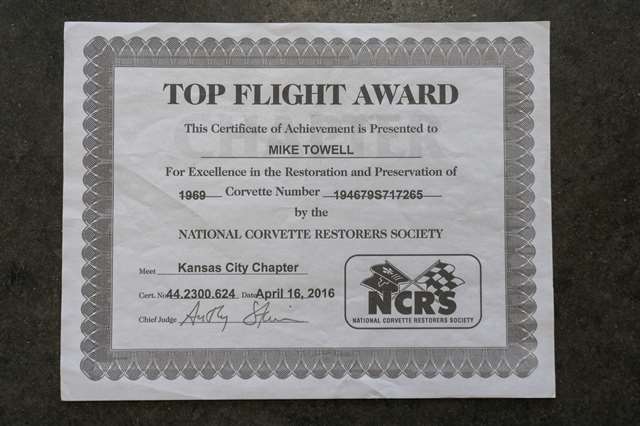 TOP FLIGHT AWARD
This Certificate of Achievement is Presented to
MIKE TOWELL
For Excellence in the Restoration and Preservation of
1969 Corvette Number 194679S717265
by the
NATIONAL CORVETTE RESTORERS SOCIETY
Meet Kansas City Chapter
Cert. No 44.2300.624 Date April 16, 2016
Chief Judge
NCRS
NATIONAL CORVETTE RESTORERS SOCIETY